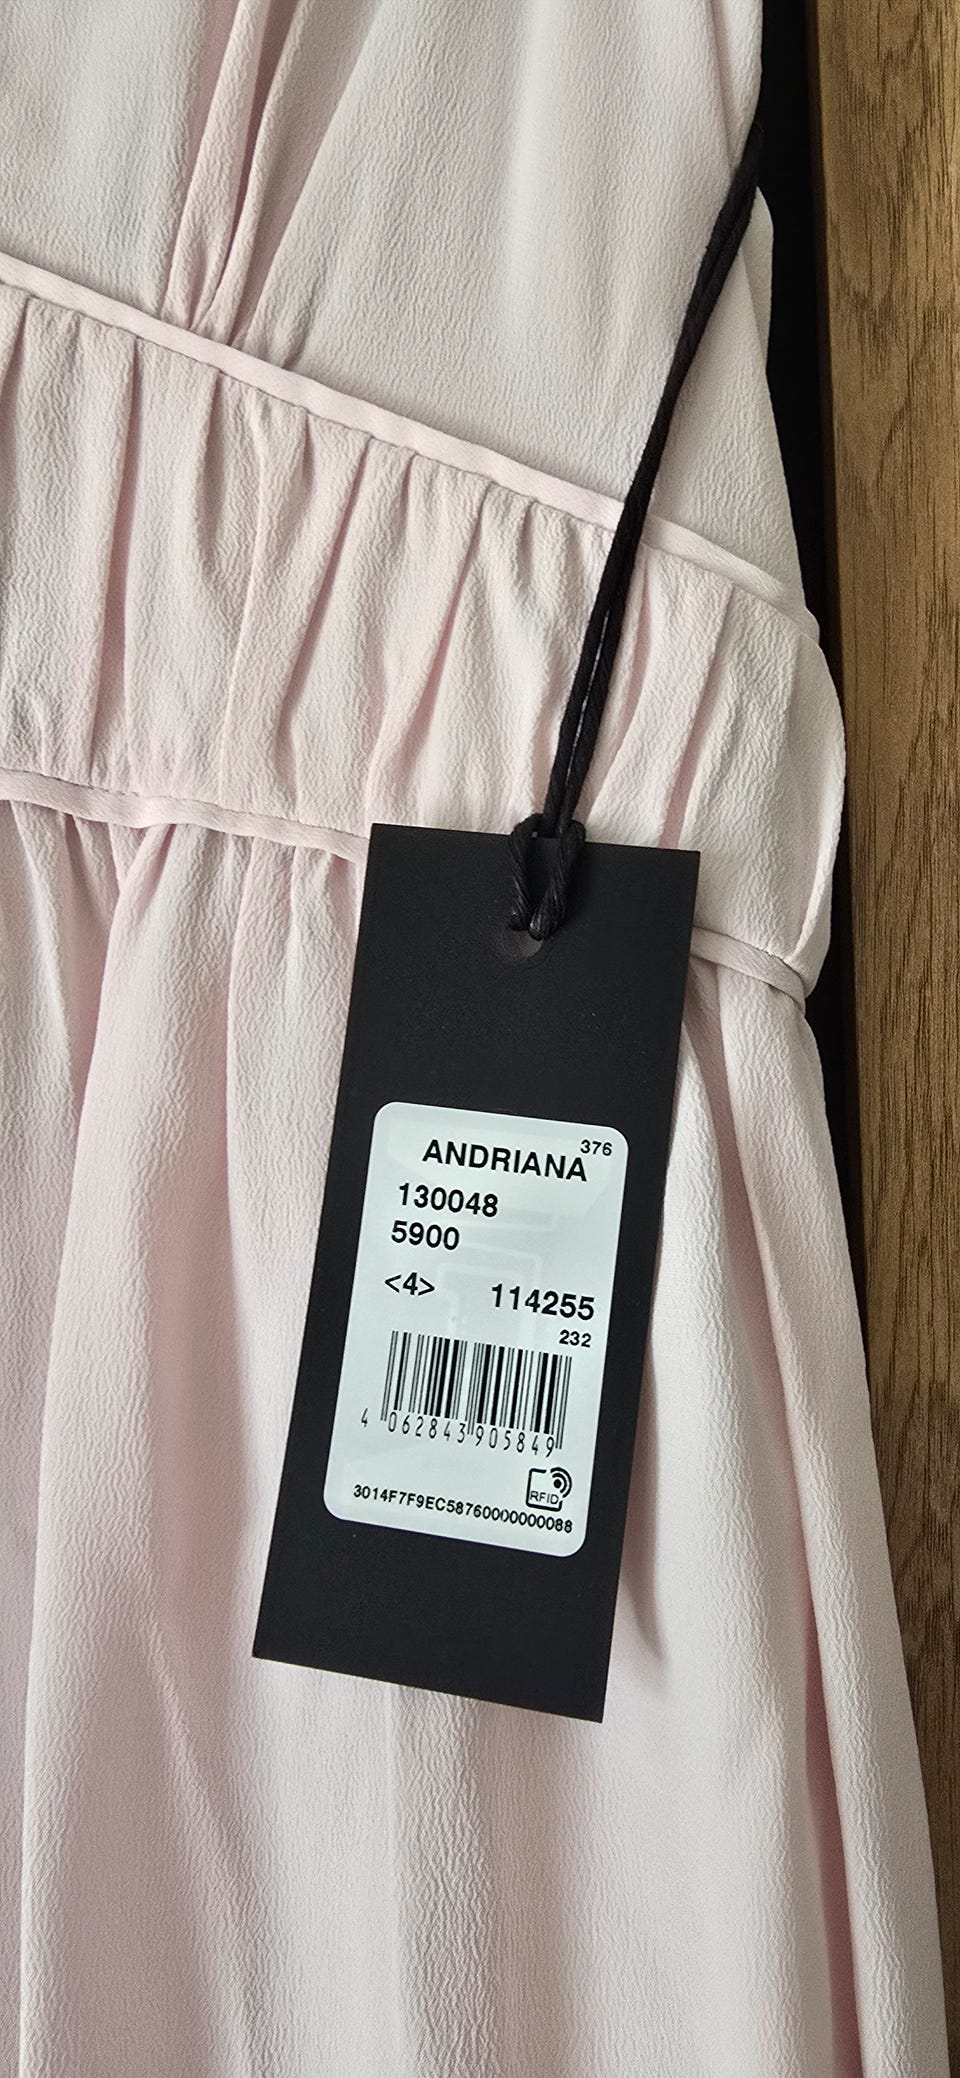 376
ANDRIANA
130048
5900
<4> 114255
232
4 062843 905849
RFID
3014F7F9EC58760000000088